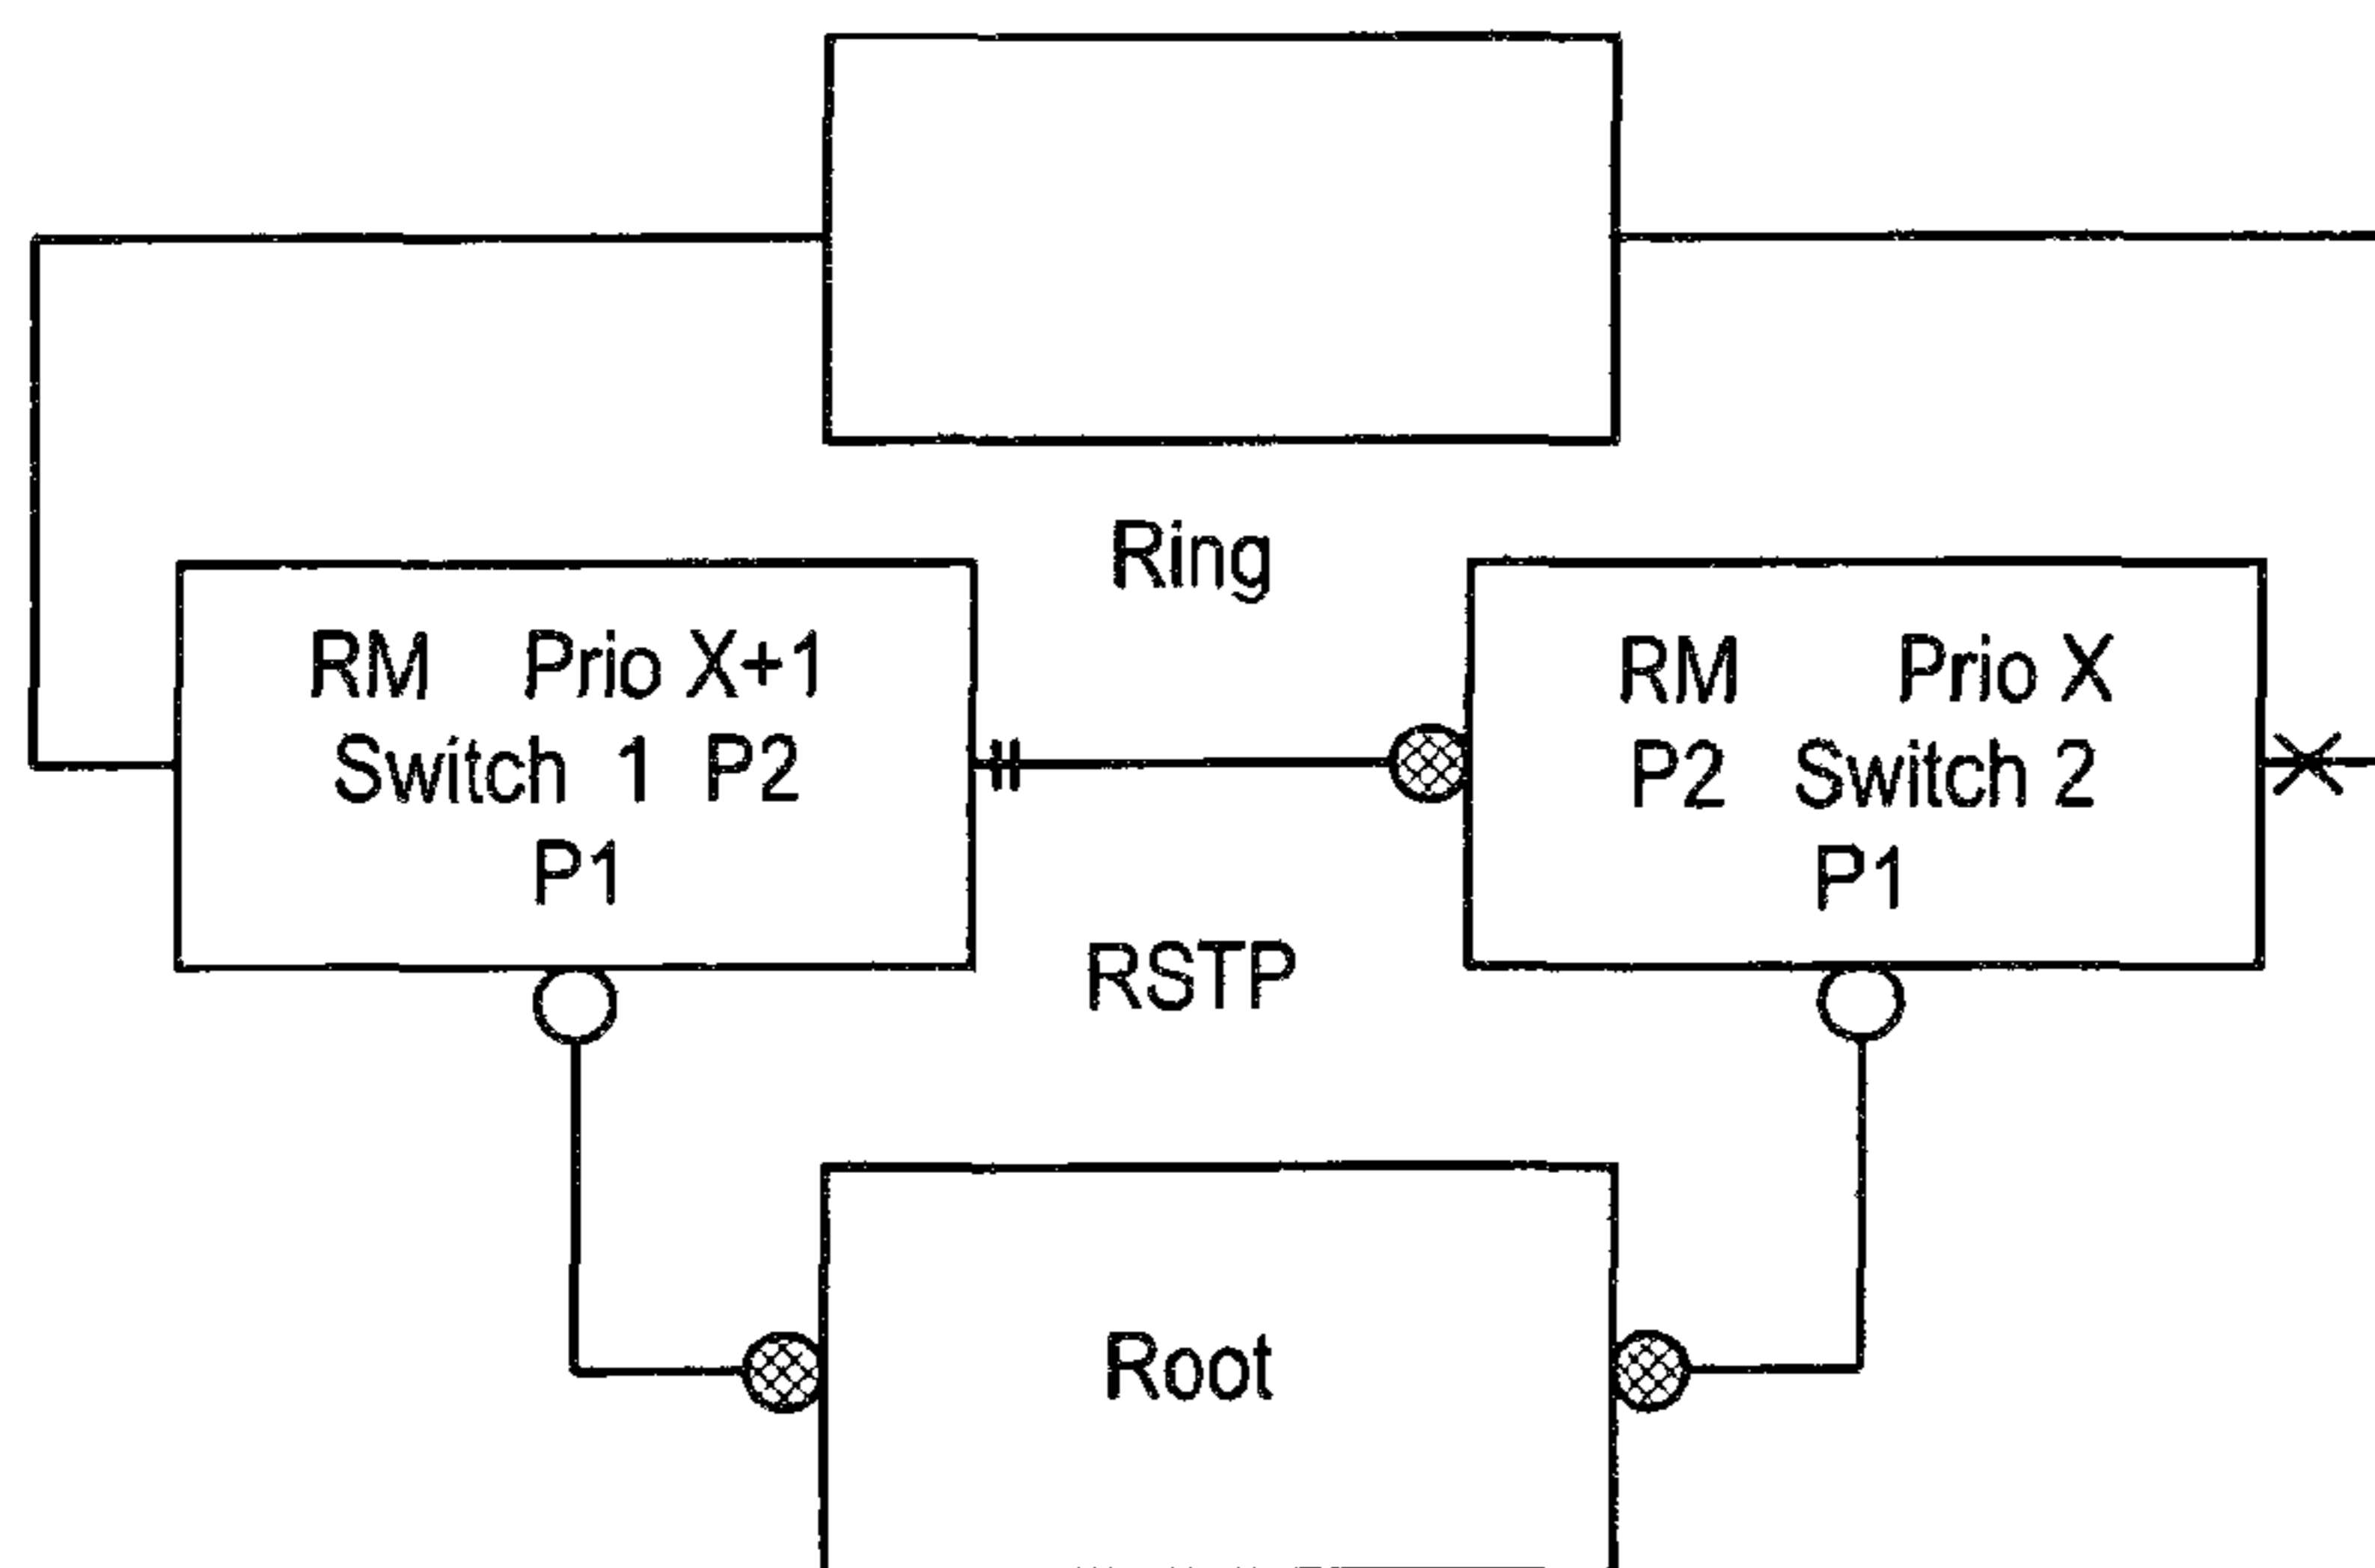 Ring
RM Prio X+1
Switch 1 P2
P1
RM Prio X
P2 Switch 2
P1
RSTP
Root